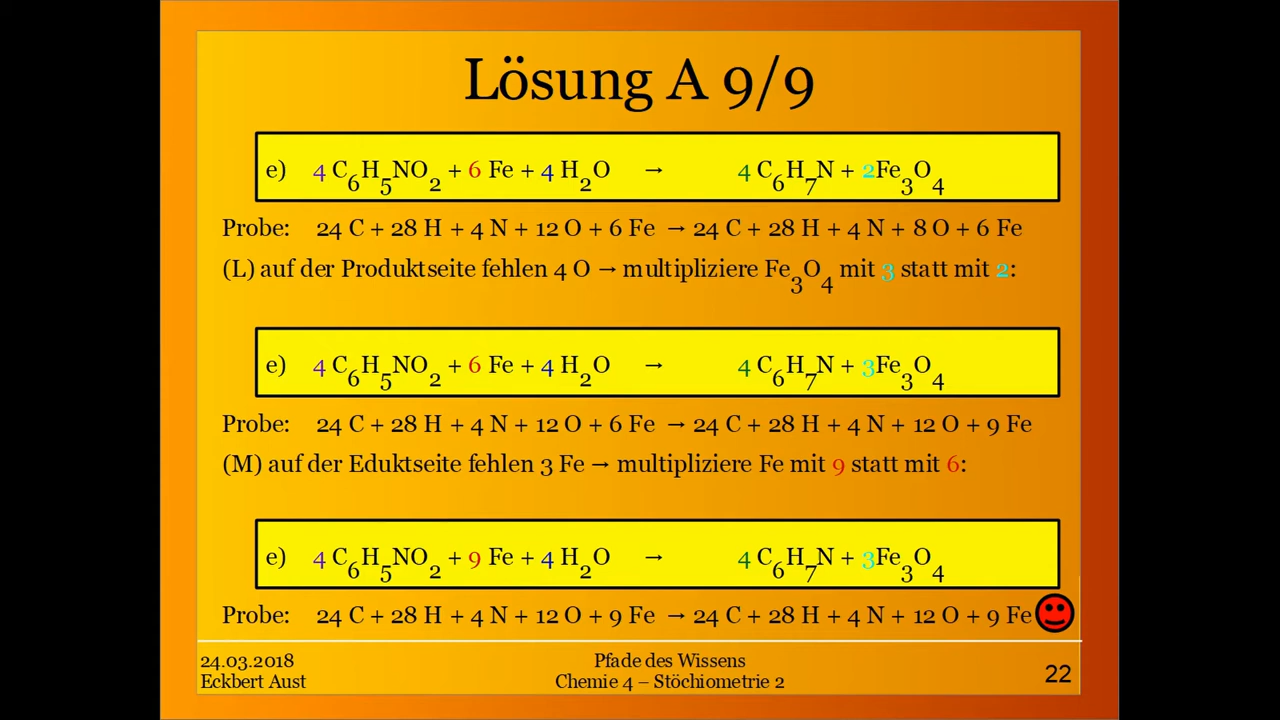 Lösung A 9/9
e) 4 C₆H₅NO₂ + 6 Fe + 4 H₂O → 4 C₆H₇N + 2Fe₃O₄
Probe: 24 C + 28 H + 4 N + 12 O + 6 Fe → 24 C + 28 H + 4 N + 8 O + 6 Fe
(L) auf der Produktseite fehlen 4 O → multipliziere Fe₃O₄ mit 3 statt mit 2:
e) 4 C₆H₅NO₂ + 6 Fe + 4 H₂O → 4 C₆H₇N + 3Fe₃O₄
Probe: 24 C + 28 H + 4 N + 12 O + 6 Fe → 24 C + 28 H + 4 N + 12 O + 9 Fe
(M) auf der Eduktseite fehlen 3 Fe → multipliziere Fe mit 9 statt mit 6:
e) 4 C₆H₅NO₂ + 9 Fe + 4 H₂O → 4 C₆H₇N + 3Fe₃O₄
Probe: 24 C + 28 H + 4 N + 12 O + 9 Fe → 24 C + 28 H + 4 N + 12 O + 9 Fe
24.03.2018
Eckbert Aust
Pfade des Wissens
Chemie 4 – Stöchiometrie 2
22